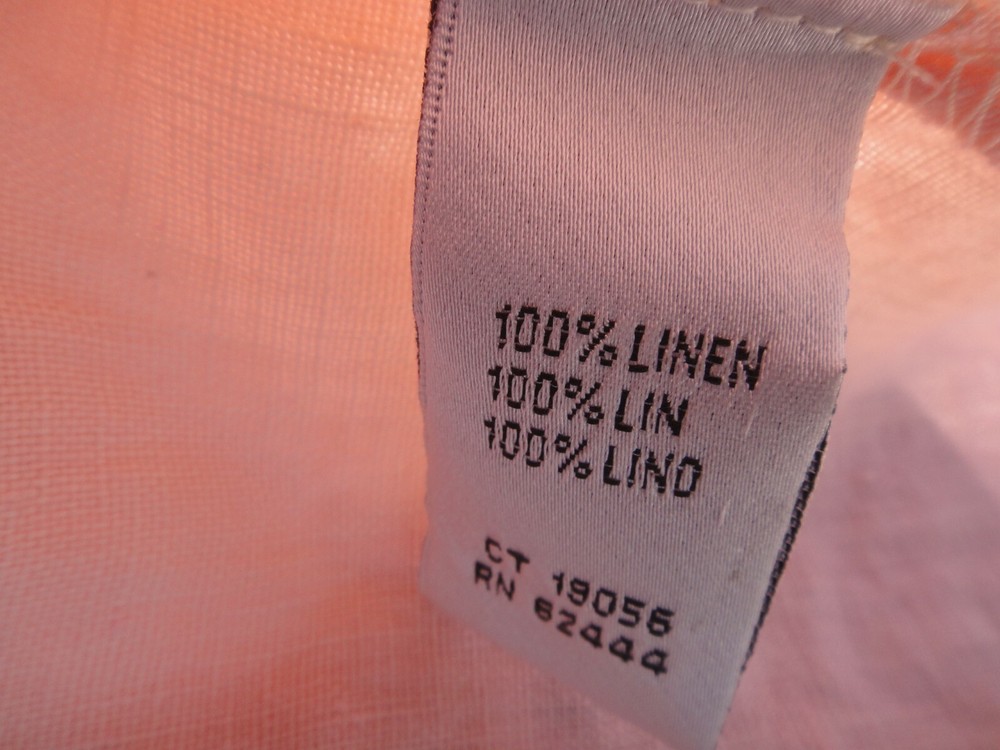 100% LINEN
100% LIN
100% LINO
CT 19056
RN 62444